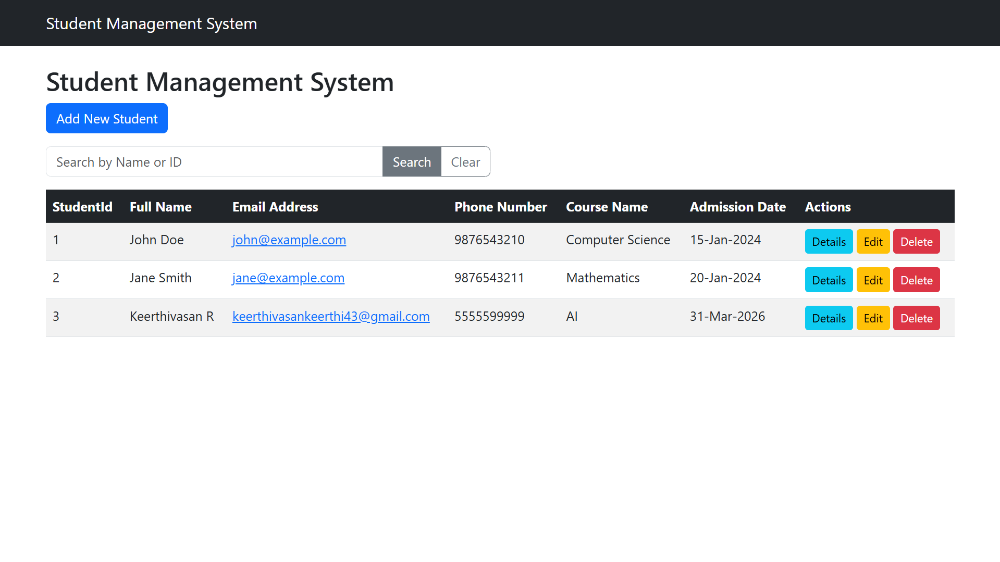 Student Management System
Student Management System
Add New Student
Search by Name or ID Search Clear
StudentId Full Name Email Address Phone Number Course Name Admission Date Actions
1 John Doe john@example.com 9876543210 Computer Science 15-Jan-2024 Details Edit Delete
2 Jane Smith jane@example.com 9876543211 Mathematics 20-Jan-2024 Details Edit Delete
3 Keerthivasan R keerthivasankeerthi43@gmail.com 5555599999 AI 31-Mar-2026 Details Edit Delete